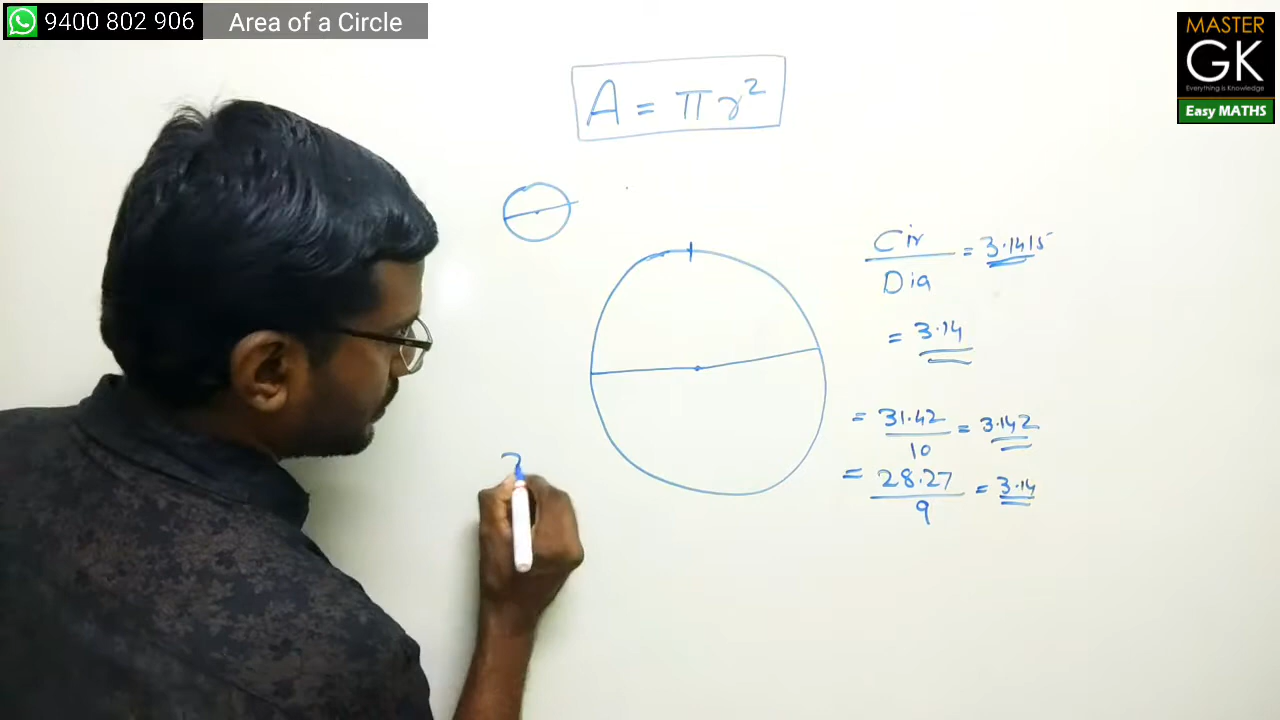 9400 802 906
Area of a Circle
MASTER
GK
Everything is Knowledge
Easy MATHS
A = πr²
Cir/Dia = 3.1415
= 3.14
= 31.42/10 = 3.142
= 28.27/9 = 3.14